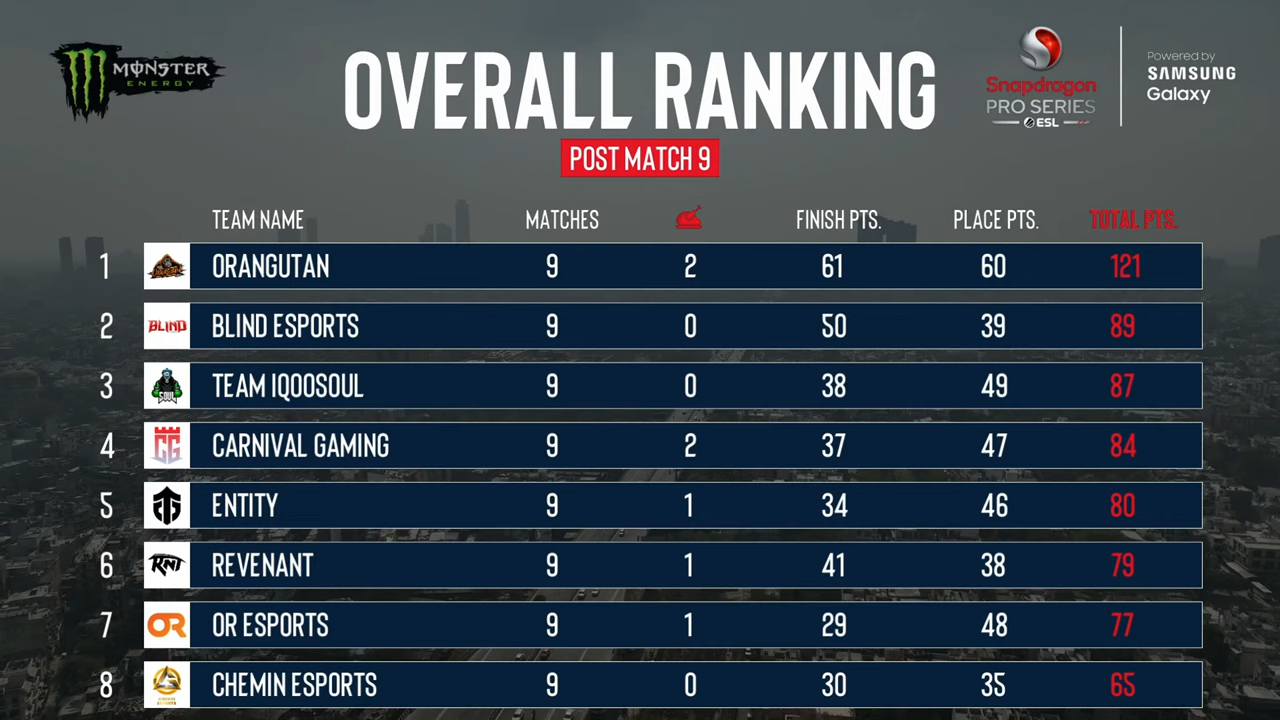 MONSTER
ENERGY
OVERALL RANKING
POST MATCH 9
Snapdragon
PRO SERIES
ESL
Powered by
SAMSUNG
Galaxy
TEAM NAME MATCHES FINISH PTS. PLACE PTS. TOTAL PTS.
1 ORANGUTAN 9 2 61 60 121
2 BLIND BLIND ESPORTS 9 0 50 39 89
3 SOUL TEAM IQOOSOUL 9 0 38 49 87
4 CG CARNIVAL GAMING 9 2 37 47 84
5 ENTITY 9 1 34 46 80
6 RNT REVENANT 9 1 41 38 79
7 OR OR ESPORTS 9 1 29 48 77
8 CHEMIN ESPORTS 9 0 30 35 65